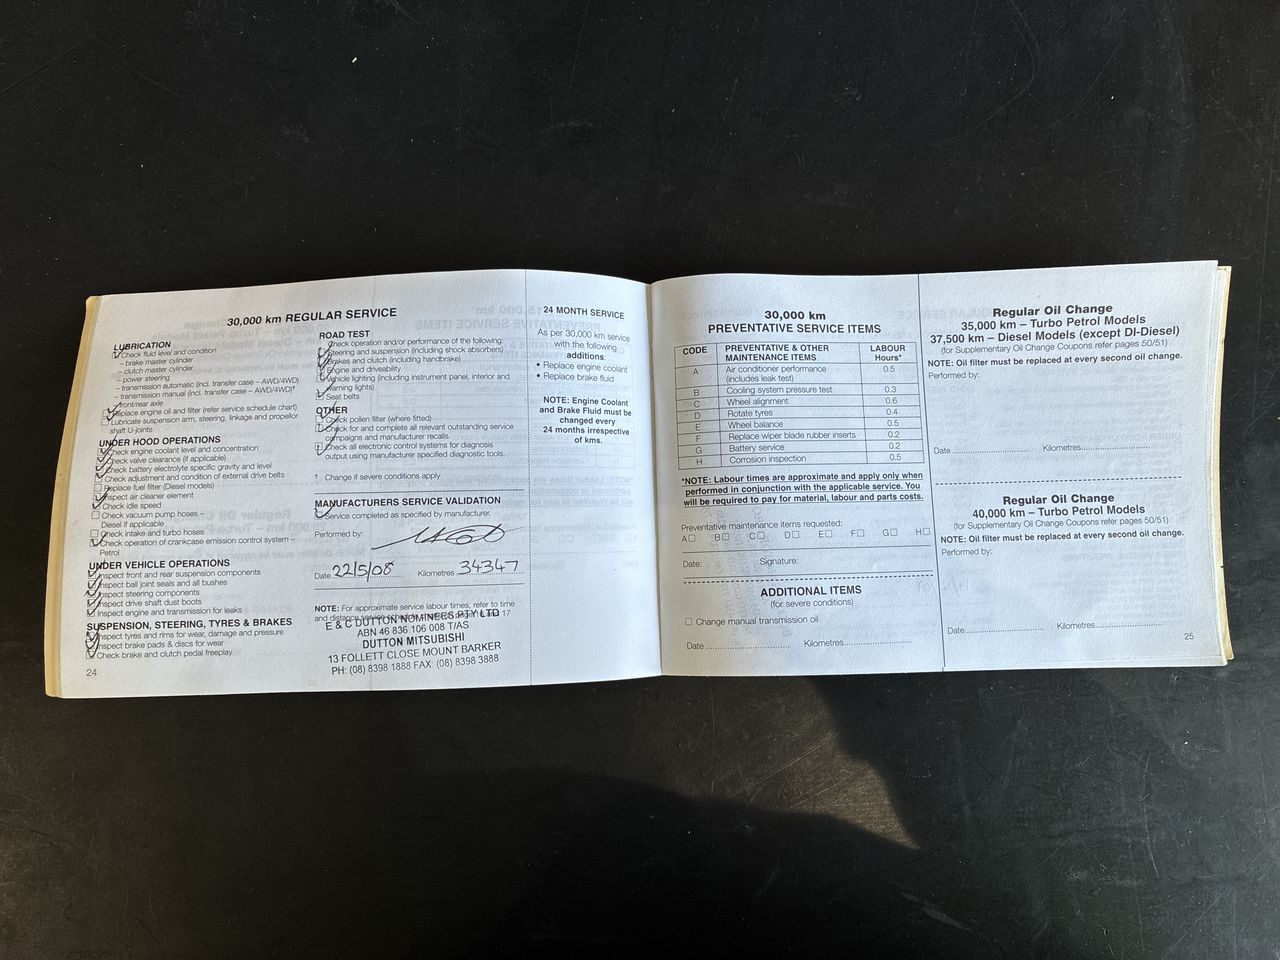 30,000 km REGULAR SERVICE
LUBRICATION
Check fluid level and condition
– brake master cylinder
– clutch master cylinder
– power steering
– transmission automatic (incl. transfer case – AWD/4WD)
– transmission manual (incl. transfer case – AWD/4WD)†
– front/rear axle
Replace engine oil and filter (refer service schedule chart)
Lubricate suspension arm, steering, linkage and propellor
shaft U-joints
UNDER HOOD OPERATIONS
Check engine coolant level and concentration
Check valve clearance (if applicable)
Check battery electrolyte specific gravity and level
Check adjustment and condition of external drive belts
Replace fuel filter (Diesel models)
Inspect air cleaner element
Check idle speed
Check vacuum pump hoses –
Diesel if applicable
Check intake and turbo hoses
Check operation of crankcase emission control system –
Petrol
UNDER VEHICLE OPERATIONS
Inspect front and rear suspension components
Inspect ball joint seals and all bushes
Inspect steering components
Inspect drive shaft dust boots
Inspect engine and transmission for leaks
SUSPENSION, STEERING, TYRES & BRAKES
Inspect tyres and rims for wear, damage and pressure
Inspect brake pads & discs for wear
Check brake and clutch pedal freeplay
24
ROAD TEST
Check operation and/or performance of the following:
Steering and suspension (including shock absorbers)
Brakes and clutch (including handbrake)
Engine and driveability
Vehicle lighting (including instrument panel, interior and
warning lights)
Seat belts
OTHER
Check pollen filter (where fitted)
Check for and complete all relevant outstanding service
campaigns and manufacturer recalls.
Check all electronic control systems for diagnosis
output using manufacturer specified diagnostic tools.
† Change if severe conditions apply
MANUFACTURERS SERVICE VALIDATION
Service completed as specified by manufacturer.
Performed by:
Date 22/5/08 Kilometres 34347
NOTE: For approximate service labour times, refer to time
and distance 17
E & C DUTTON NOMINEES PTY LTD
ABN 46 836 106 008 T/AS
DUTTON MITSUBISHI
13 FOLLETT CLOSE MOUNT BARKER
PH: (08) 8398 1888 FAX: (08) 8398 3888
24 MONTH SERVICE
As per 30,000 km service
with the following
additions:
• Replace engine coolant
• Replace brake fluid
NOTE: Engine Coolant
and Brake Fluid must be
changed every
24 months irrespective
of kms.
30,000 km
PREVENTATIVE SERVICE ITEMS
CODE PREVENTATIVE & OTHER MAINTENANCE ITEMS LABOUR Hours*
A Air conditioner performance (includes leak test) 0.5
B Cooling system pressure test 0.3
C Wheel alignment 0.6
D Rotate tyres 0.4
E Wheel balance 0.5
F Replace wiper blade rubber inserts 0.2
G Battery service 0.2
H Corrosion inspection 0.5
*NOTE: Labour times are approximate and apply only when
performed in conjunction with the applicable service. You
will be required to pay for material, labour and parts costs.
Preventative maintenance items requested:
A B C D E F G H
Date: Signature:
ADDITIONAL ITEMS
(for severe conditions)
Change manual transmission oil
Date Kilometres
Regular Oil Change
35,000 km – Turbo Petrol Models
37,500 km – Diesel Models (except DI-Diesel)
(for Supplementary Oil Change Coupons refer pages 50/51)
NOTE: Oil filter must be replaced at every second oil change.
Performed by:
Date Kilometres
Regular Oil Change
40,000 km – Turbo Petrol Models
(for Supplementary Oil Change Coupons refer pages 50/51)
NOTE: Oil filter must be replaced at every second oil change.
Performed by:
Date Kilometres
25